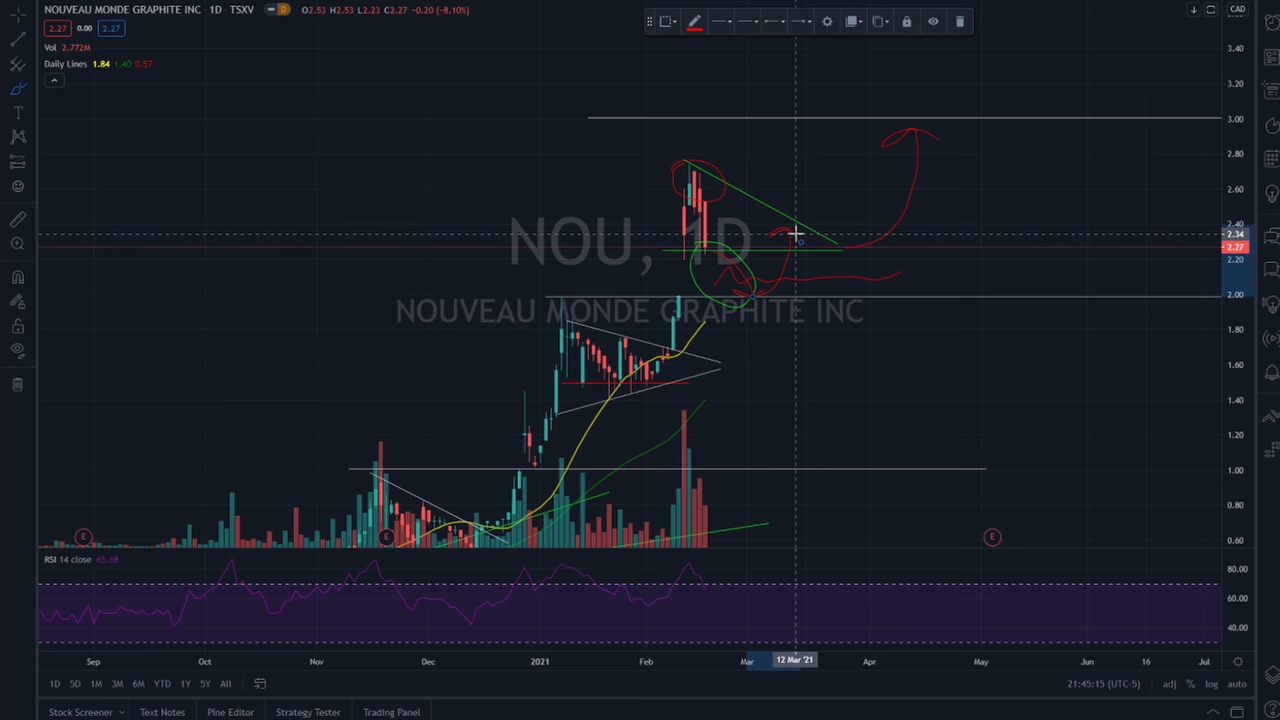 NOUVEAU MONDE GRAPHITE INC · 1D · TSXV D O2.53 H2.53 L2.23 C2.27 -0.20 (-8.10%)
2.27 0.00 2.27
Vol 2.772M
Daily Lines 1.84 1.40 0.57
CAD
3.40
3.20
3.00
2.80
2.60
2.40
2.34
2.27
2.20
2.00
1.80
1.60
1.40
1.20
1.00
0.80
0.60
NOU, 1D
NOUVEAU MONDE GRAPHITE INC
E E E
RSI 14 close 65.68
80.00
60.00
40.00
Sep Oct Nov Dec 2021 Feb Mar 12 Mar '21 Apr May Jun 16 Jul
1D 5D 1M 3M 6M YTD 1Y 5Y All 21:45:15 (UTC-5) adj % log auto
Stock Screener Text Notes Pine Editor Strategy Tester Trading Panel